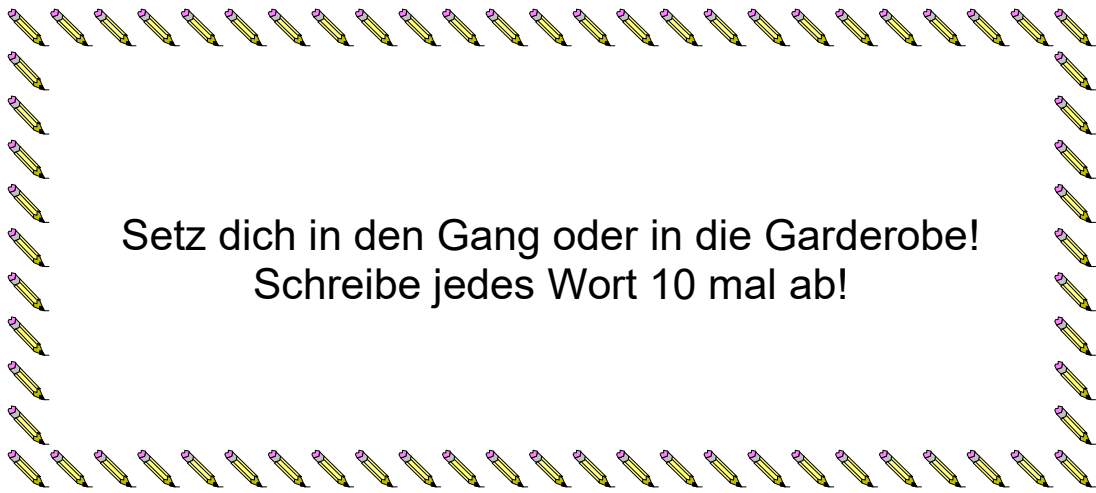 Setz dich in den Gang oder in die Garderobe!
Schreibe jedes Wort 10 mal ab!